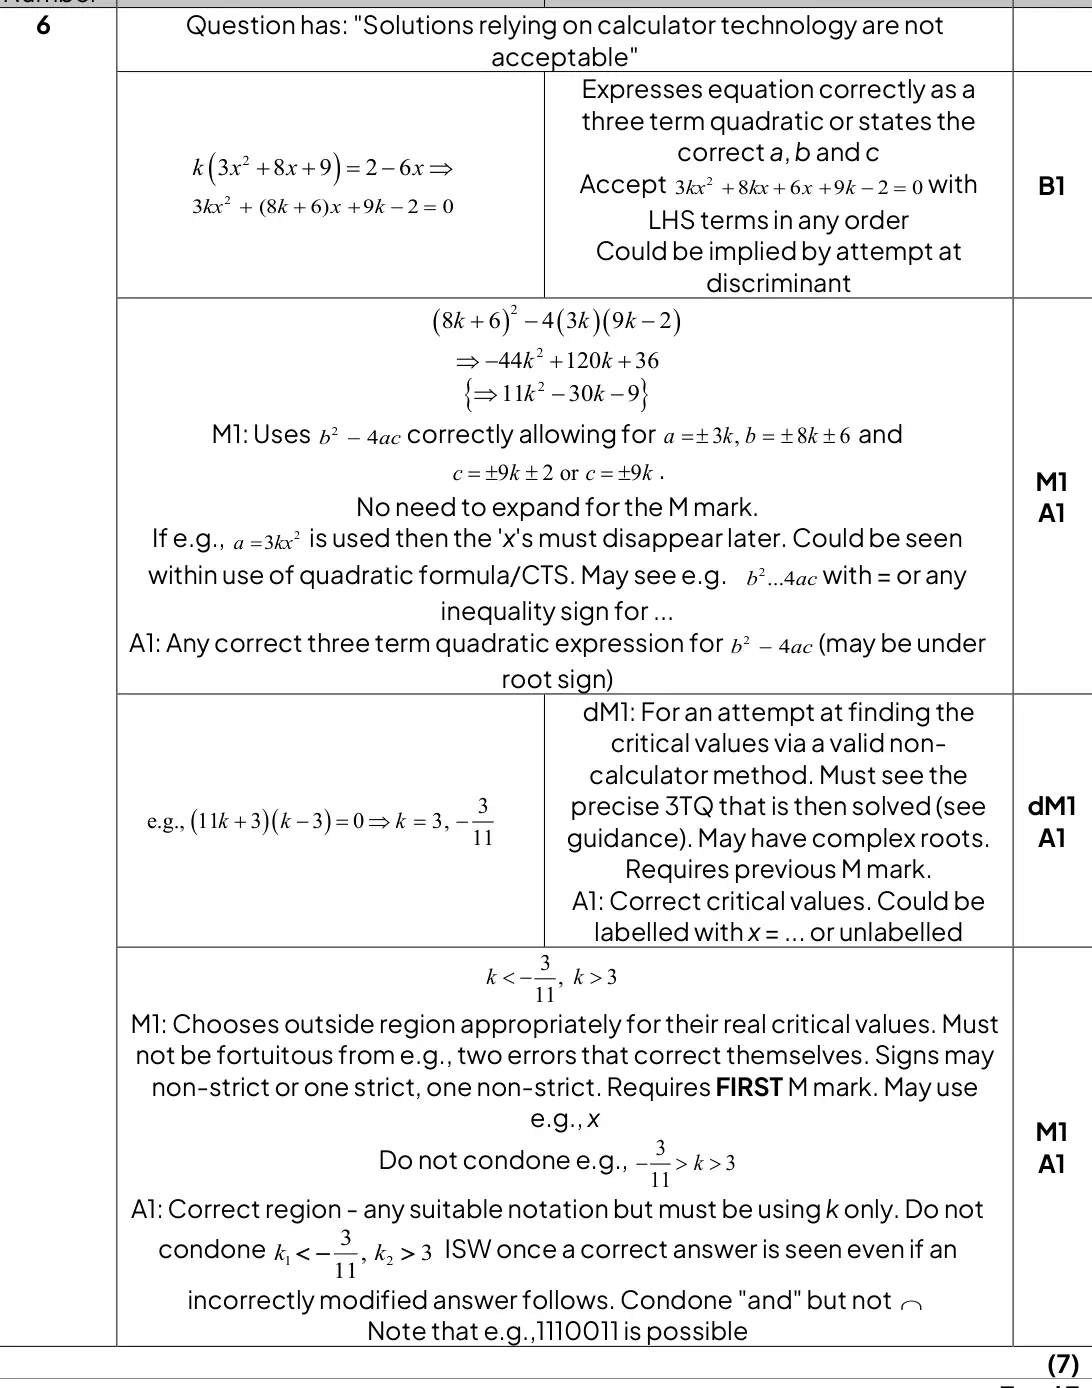 Number
6
Question has: "Solutions relying on calculator technology are not
acceptable"
k(3x² + 8x + 9) = 2 − 6x ⇒
3kx² + (8k + 6)x + 9k − 2 = 0
Expresses equation correctly as a
three term quadratic or states the
correct a, b and c
Accept 3kx² + 8kx + 6x + 9k − 2 = 0 with
LHS terms in any order
Could be implied by attempt at
discriminant
B1
(8k + 6)² − 4(3k)(9k − 2)
⇒ −44k² + 120k + 36
{⇒ 11k² − 30k − 9}
M1: Uses b² − 4ac correctly allowing for a = ± 3k, b = ± 8k ± 6 and
c = ±9k ± 2 or c = ±9k .
No need to expand for the M mark.
If e.g., a = 3kx² is used then the 'x's must disappear later. Could be seen
within use of quadratic formula/CTS. May see e.g. b²...4ac with = or any
inequality sign for ...
A1: Any correct three term quadratic expression for b² − 4ac (may be under
root sign)
M1
A1
e.g., (11k + 3)(k − 3) = 0 ⇒ k = 3, −3/11
dM1: For an attempt at finding the
critical values via a valid non-
calculator method. Must see the
precise 3TQ that is then solved (see
guidance). May have complex roots.
Requires previous M mark.
A1: Correct critical values. Could be
labelled with x = ... or unlabelled
dM1
A1
k < −3/11, k > 3
M1: Chooses outside region appropriately for their real critical values. Must
not be fortuitous from e.g., two errors that correct themselves. Signs may
non-strict or one strict, one non-strict. Requires FIRST M mark. May use
e.g., x
Do not condone e.g., −3/11 > k > 3
A1: Correct region - any suitable notation but must be using k only. Do not
condone k₁ < −3/11, k₂ > 3 ISW once a correct answer is seen even if an
incorrectly modified answer follows. Condone "and" but not ∩
Note that e.g.,1110011 is possible
M1
A1
(7)